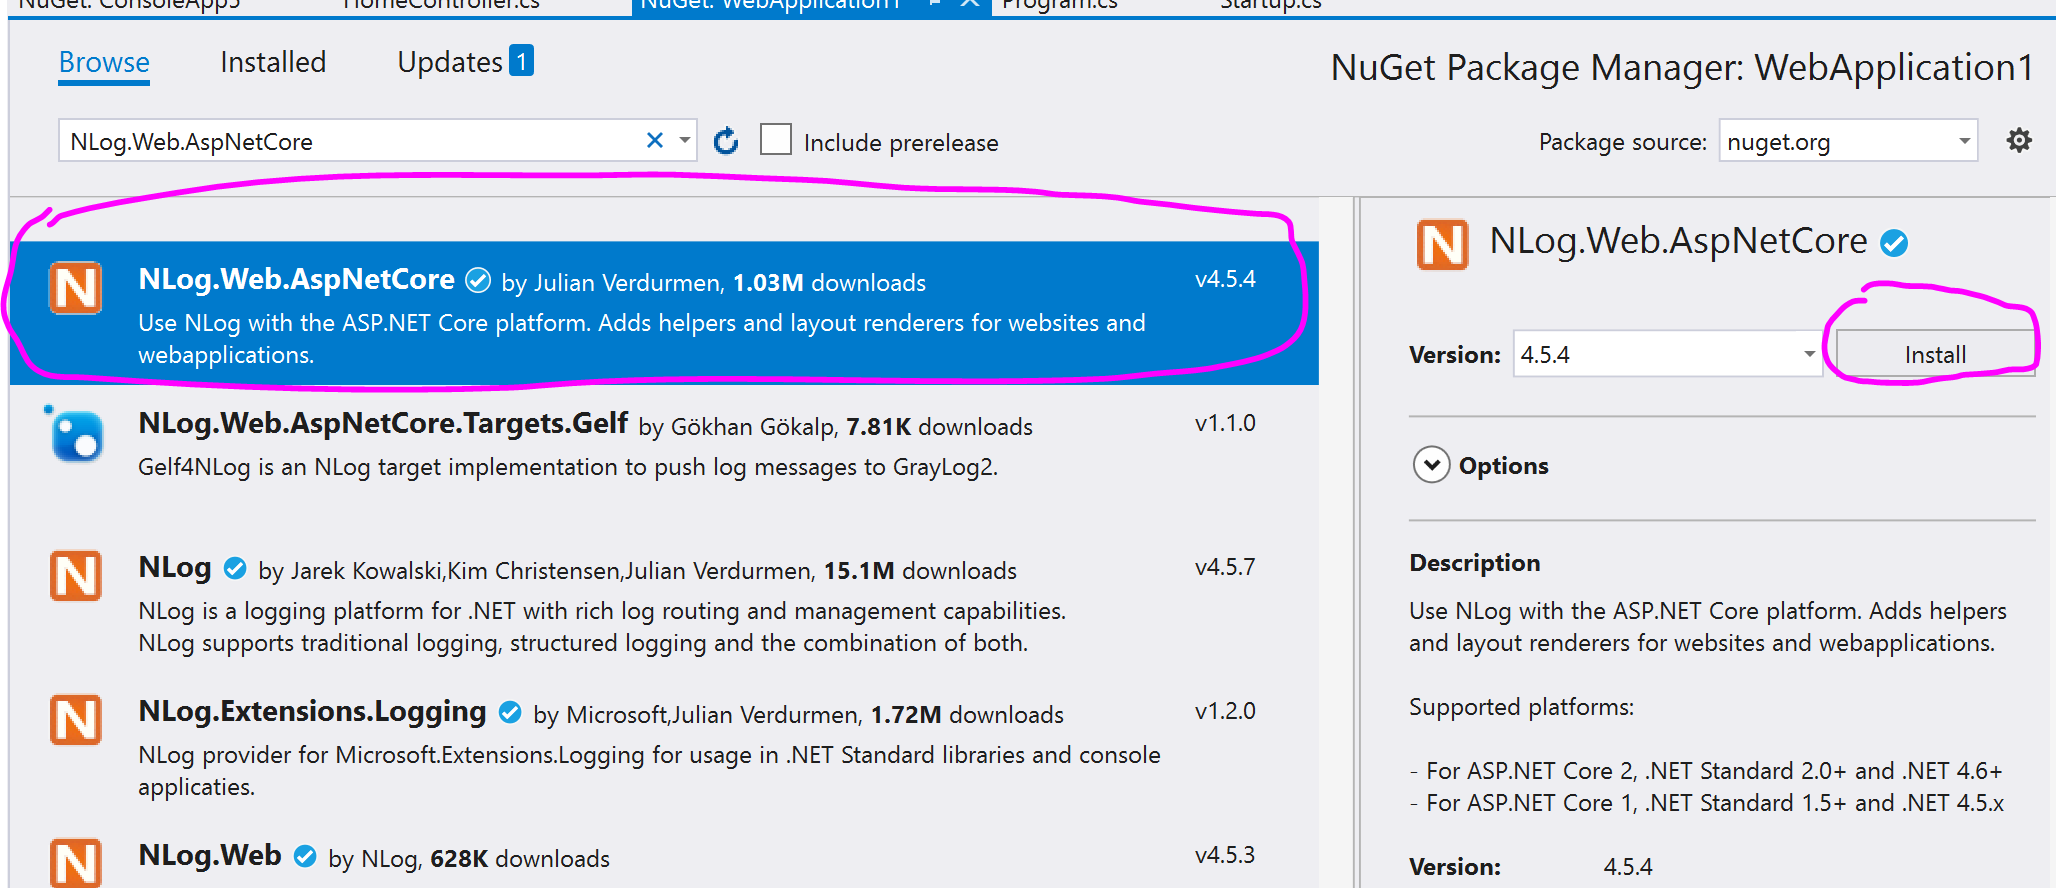 NuGet: ConsoleApp5 HomeController.cs NuGet: WebApplication1 Program.cs Startup.cs
Browse Installed Updates 1
NuGet Package Manager: WebApplication1
NLog.Web.AspNetCore Include prerelease
Package source: nuget.org
NLog.Web.AspNetCore by Julian Verdurmen, 1.03M downloads v4.5.4
Use NLog with the ASP.NET Core platform. Adds helpers and layout renderers for websites and
webapplications.
NLog.Web.AspNetCore.Targets.Gelf by Gökhan Gökalp, 7.81K downloads v1.1.0
Gelf4NLog is an NLog target implementation to push log messages to GrayLog2.
NLog by Jarek Kowalski,Kim Christensen,Julian Verdurmen, 15.1M downloads v4.5.7
NLog is a logging platform for .NET with rich log routing and management capabilities.
NLog supports traditional logging, structured logging and the combination of both.
NLog.Extensions.Logging by Microsoft,Julian Verdurmen, 1.72M downloads v1.2.0
NLog provider for Microsoft.Extensions.Logging for usage in .NET Standard libraries and console
applicaties.
NLog.Web by NLog, 628K downloads v4.5.3
NLog.Web.AspNetCore
Version: 4.5.4 Install
Options
Description
Use NLog with the ASP.NET Core platform. Adds helpers
and layout renderers for websites and webapplications.
Supported platforms:
- For ASP.NET Core 2, .NET Standard 2.0+ and .NET 4.6+
- For ASP.NET Core 1, .NET Standard 1.5+ and .NET 4.5.x
Version: 4.5.4